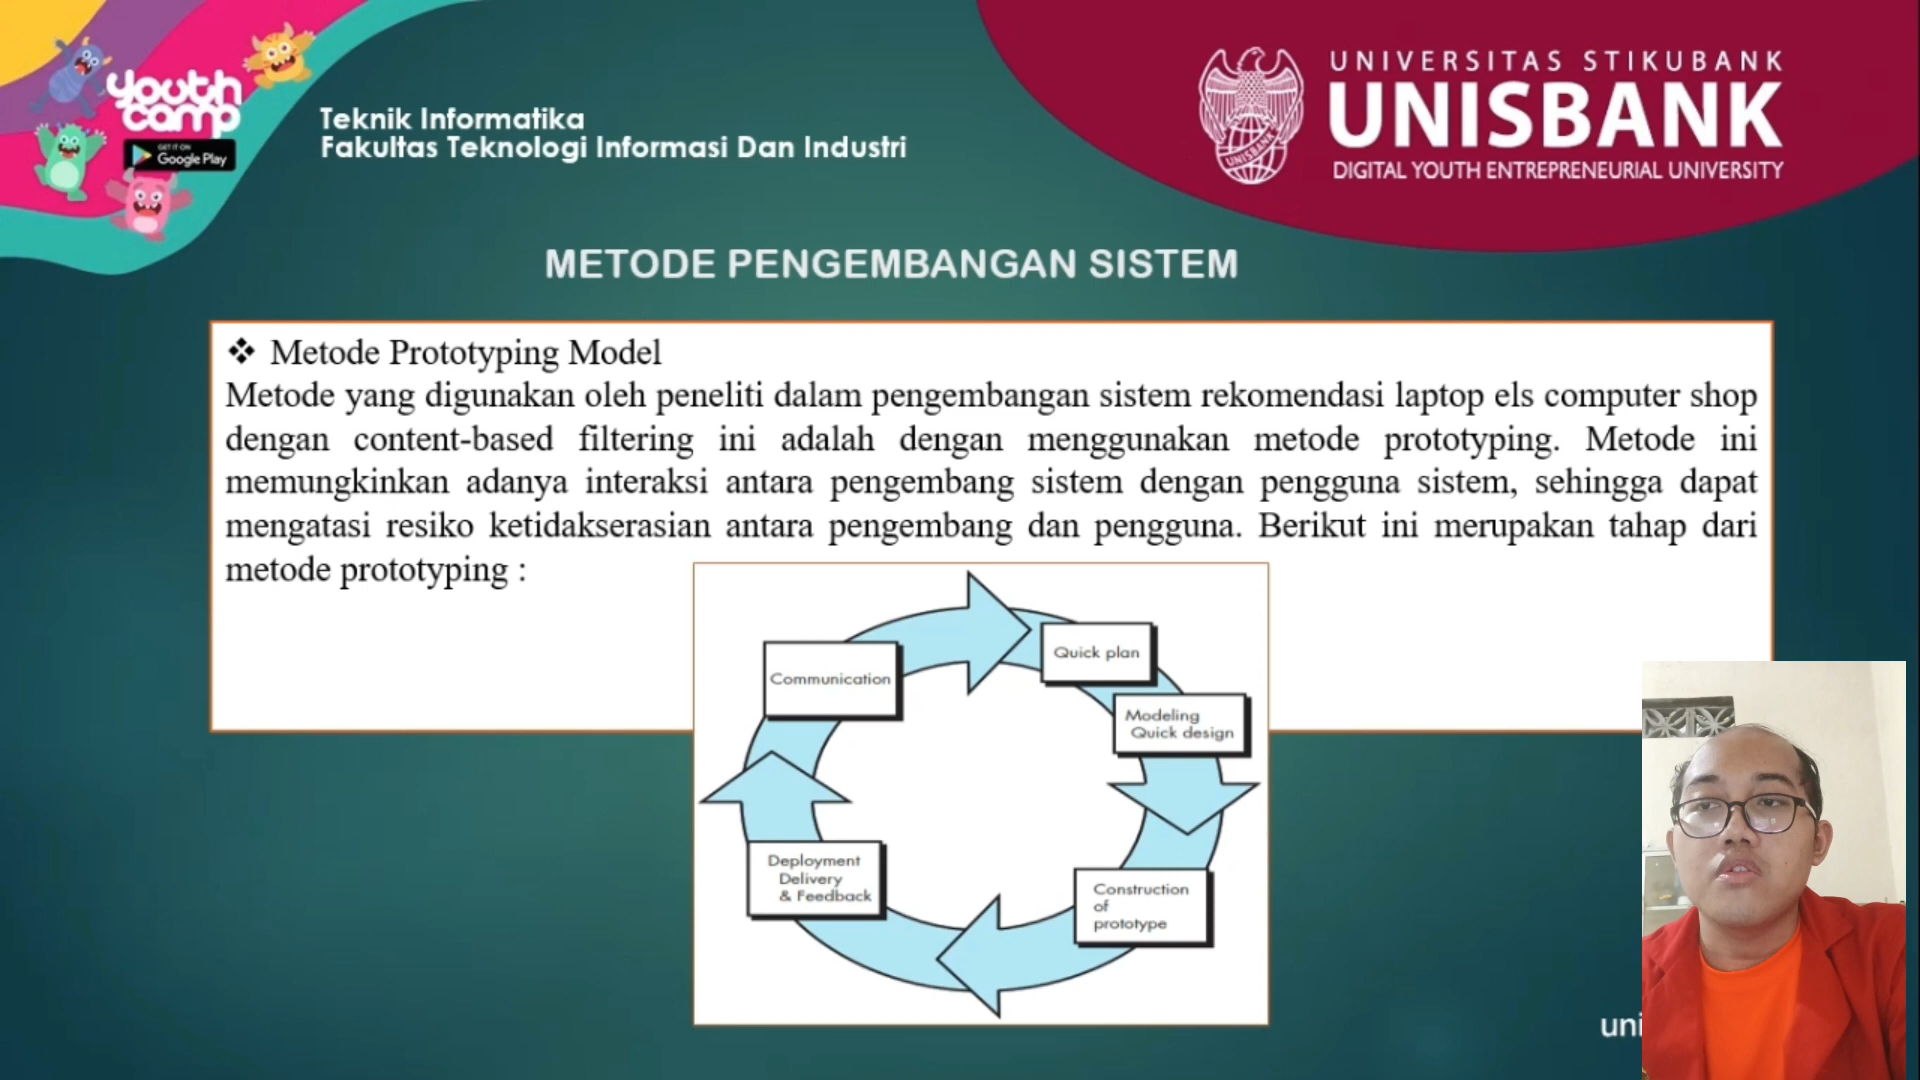 youth
camp
GET IT ON
Google Play
Teknik Informatika
Fakultas Teknologi Informasi Dan Industri
UNIVERSITAS STIKUBANK
UNISBANK
DIGITAL YOUTH ENTREPRENEURIAL UNIVERSITY
UNISBANK
METODE PENGEMBANGAN SISTEM
❖ Metode Prototyping Model
Metode yang digunakan oleh peneliti dalam pengembangan sistem rekomendasi laptop els computer shop
dengan content-based filtering ini adalah dengan menggunakan metode prototyping. Metode ini
memungkinkan adanya interaksi antara pengembang sistem dengan pengguna sistem, sehingga dapat
mengatasi resiko ketidakserasian antara pengembang dan pengguna. Berikut ini merupakan tahap dari
metode prototyping :
Communication
Quick plan
Modeling
Quick design
Construction
of
prototype
Deployment
Delivery
& Feedback
uni